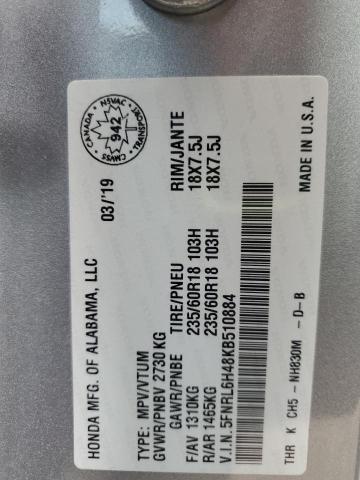 HONDA MFG. OF ALABAMA, LLC 03/'19
CANADA NSVAC TRANSPORT CMVSS
942
TYPE: MPV/VTUM
GVWR/PNBV 2730 KG
GAWR/PNBE TIRE/PNEU RIM/JANTE
F/AV 1310KG 235/60R18 103H 18X7.5J
R/AR 1465KG 235/60R18 103H 18X7.5J
V.I.N. 5FNRL6H48KB510884
THR K CH5 -NH830M -D-B MADE IN U.S.A.